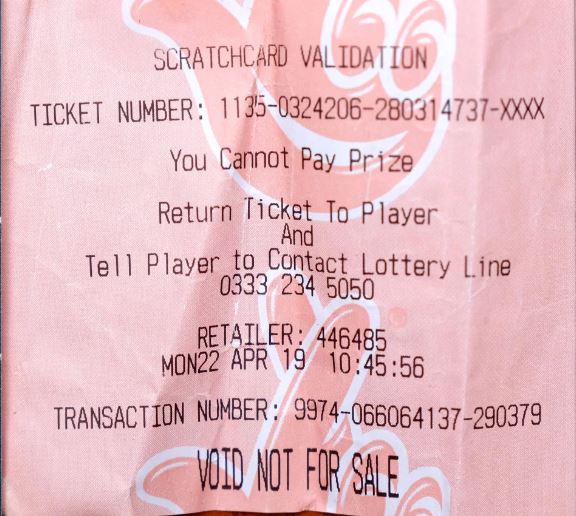 SCRATCHCARD VALIDATION
TICKET NUMBER: 1135-0324206-280314737-XXXX
You Cannot Pay Prize
Return Ticket To Player
And
Tell Player to Contact Lottery Line
0333 234 5050
RETAILER: 446485
MON22 APR 19 10:45:56
TRANSACTION NUMBER: 9974-066064137-290379
VOID NOT FOR SALE